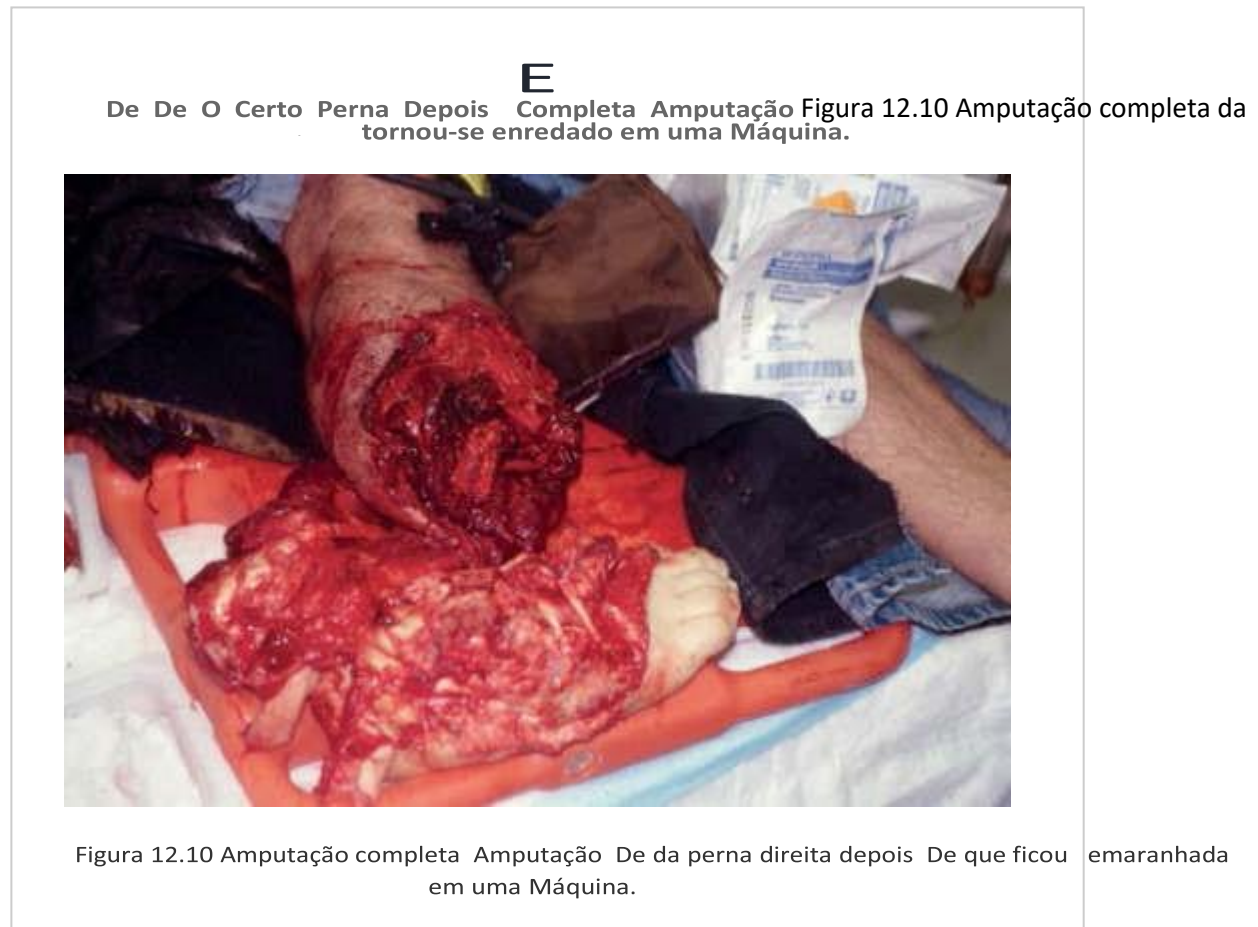 E
De De O Certo Perna Depois Completa Amputação Figura 12.10 Amputação completa da
tornou-se enredado em uma Máquina.
Figura 12.10 Amputação completa Amputação De da perna direita depois De que ficou emaranhada
em uma Máquina.